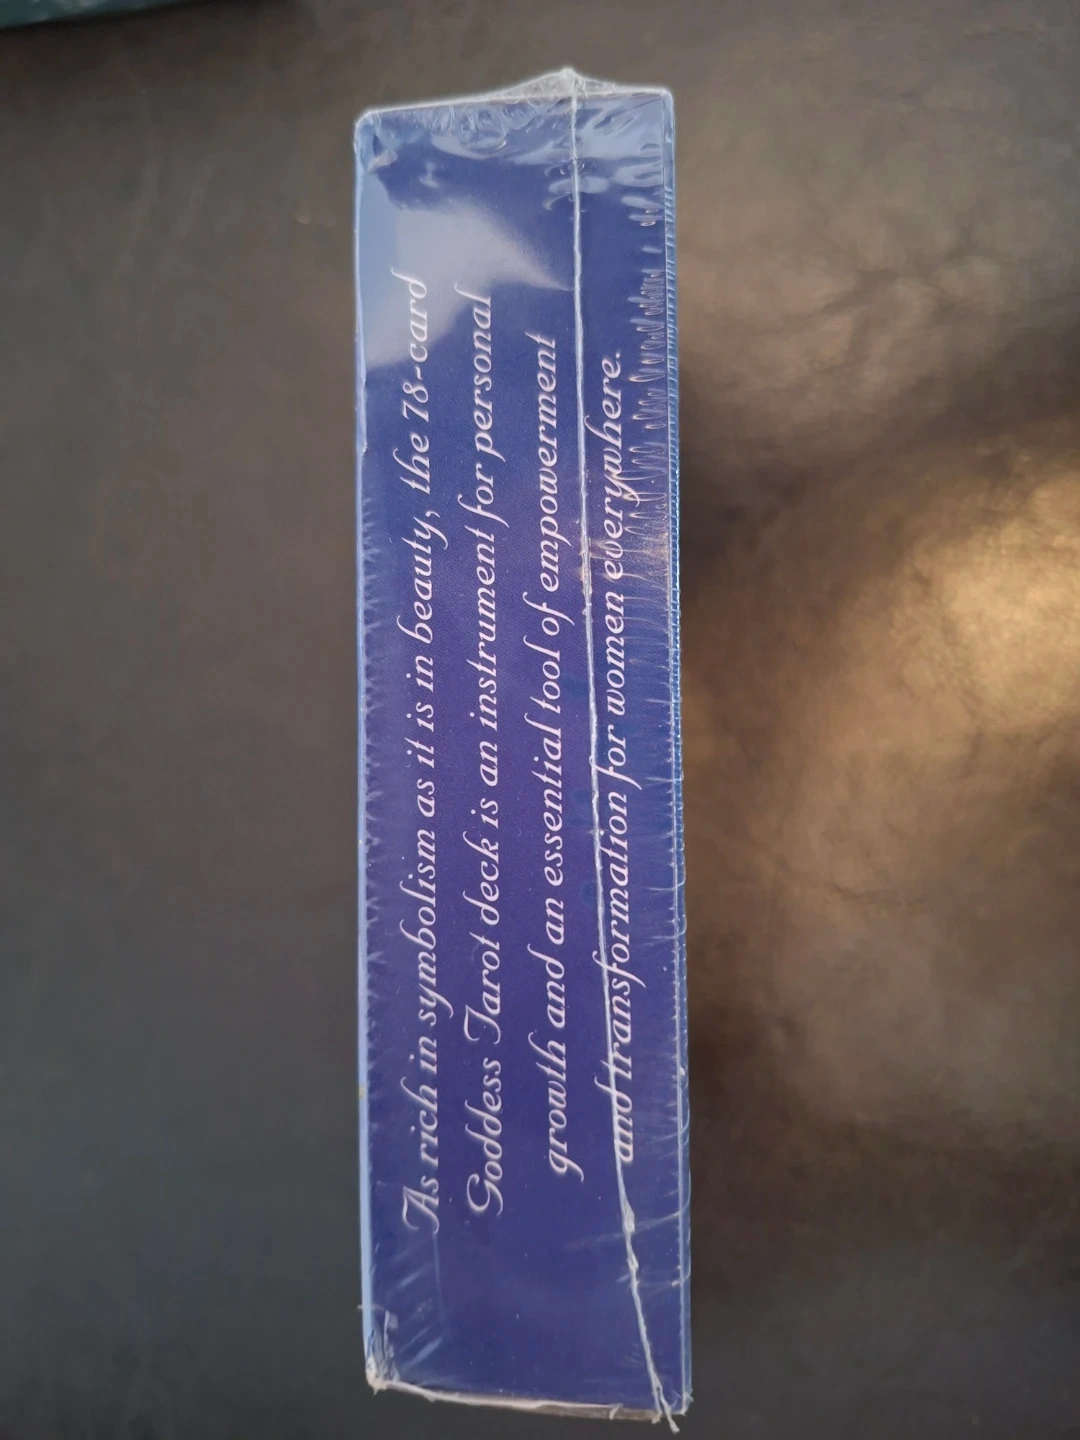 As rich in symbolism as it is in beauty, the 78-card
Goddess Tarot deck is an instrument for personal
growth and an essential tool of empowerment
and transformation for women everywhere.